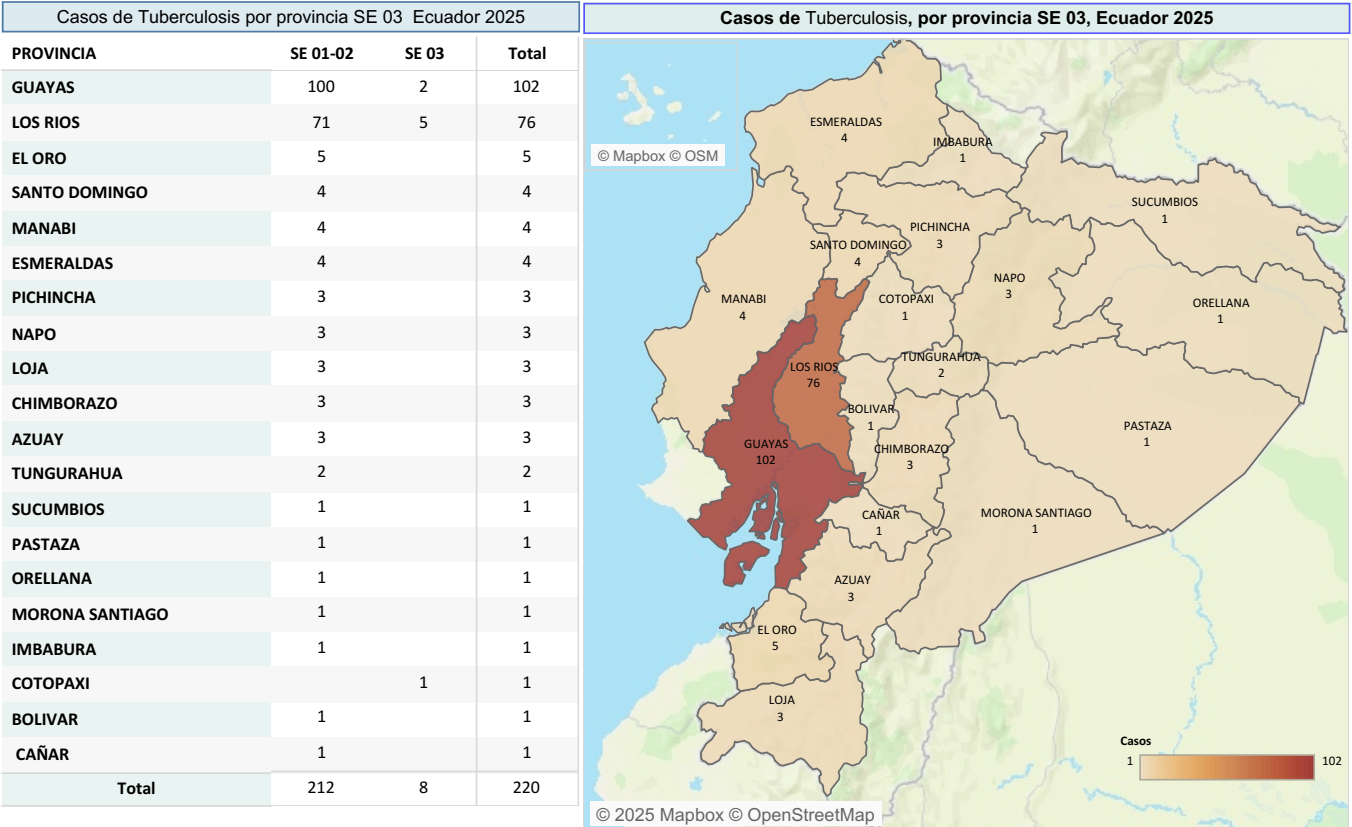 Casos de Tuberculosis por provincia SE 03 Ecuador 2025
PROVINCIA SE 01-02 SE 03 Total
GUAYAS 100 2 102
LOS RIOS 71 5 76
EL ORO 5 5
SANTO DOMINGO 4 4
MANABI 4 4
ESMERALDAS 4 4
PICHINCHA 3 3
NAPO 3 3
LOJA 3 3
CHIMBORAZO 3 3
AZUAY 3 3
TUNGURAHUA 2 2
SUCUMBIOS 1 1
PASTAZA 1 1
ORELLANA 1 1
MORONA SANTIAGO 1 1
IMBABURA 1 1
COTOPAXI 1 1
BOLIVAR 1 1
CAÑAR 1 1
Total 212 8 220
Casos de Tuberculosis, por provincia SE 03, Ecuador 2025
© Mapbox © OSM
ESMERALDAS
4
IMBABURA
1
SUCUMBIOS
1
PICHINCHA
3
SANTO DOMINGO
4
NAPO
3
MANABI
4
COTOPAXI
1
ORELLANA
1
TUNGURAHUA
2
LOS RIOS
76
BOLIVAR
1
PASTAZA
1
GUAYAS
102
CHIMBORAZO
3
CAÑAR
1
MORONA SANTIAGO
1
AZUAY
3
EL ORO
5
LOJA
3
Casos
1 102
© 2025 Mapbox © OpenStreetMap